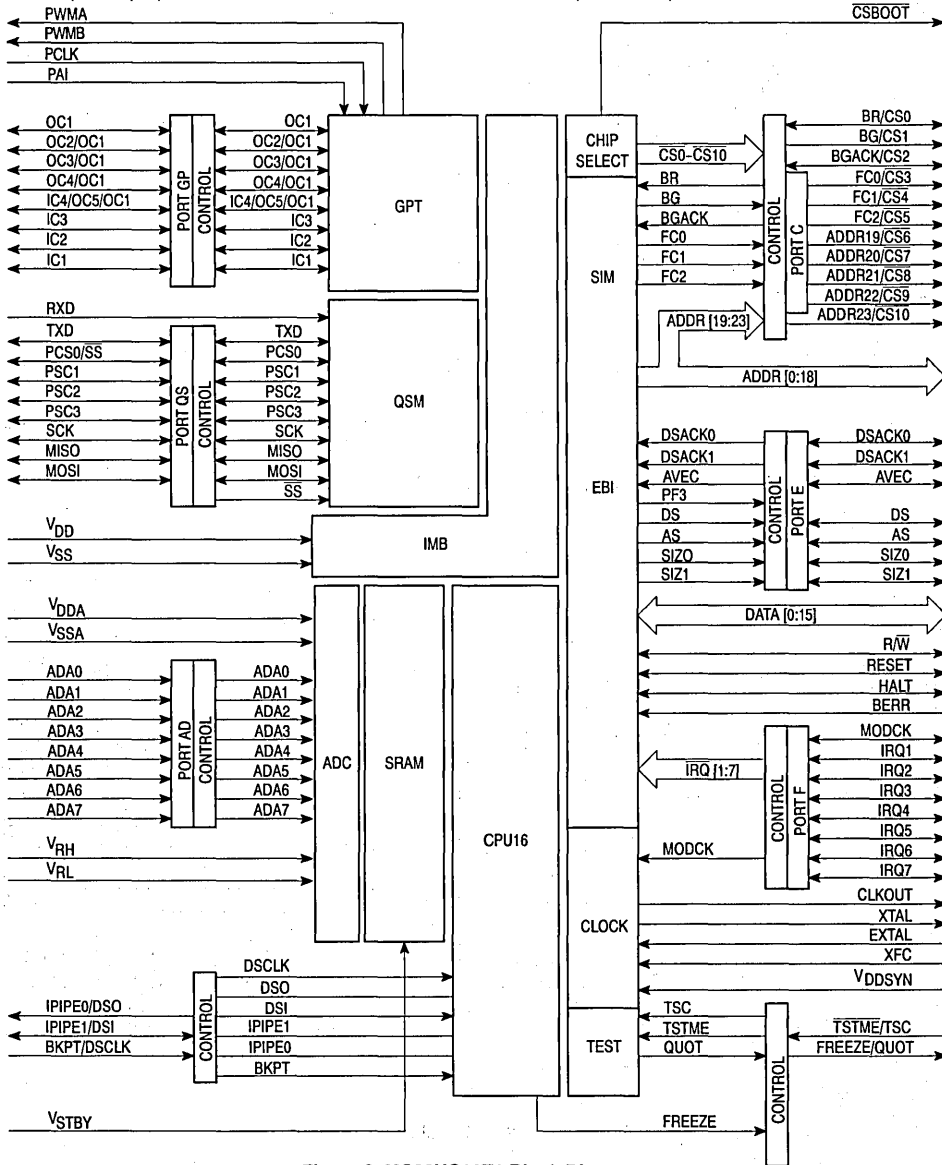 PWMA
PWMB
PCLK
PAI
CSBOOT
OC1
OC2/OC1
OC3/OC1
OC4/OC1
IC4/OC5/OC1
IC3
IC2
IC1
PORT GP
CONTROL
OC1
OC2/OC1
OC3/OC1
OC4/OC1
IC4/OC5/OC1
IC3
IC2
IC1
GPT
RXD
TXD
PCS0/SS
PSC1
PSC2
PSC3
SCK
MISO
MOSI
PORT QS
CONTROL
TXD
PCS0
PSC1
PSC2
PSC3
SCK
MISO
MOSI
SS
QSM
VDD
VSS
IMB
VDDA
VSSA
ADA0
ADA1
ADA2
ADA3
ADA4
ADA5
ADA6
ADA7
PORT AD
CONTROL
ADA0
ADA1
ADA2
ADA3
ADA4
ADA5
ADA6
ADA7
VRH
VRL
ADC
SRAM
CPU16
IPIPE0/DSO
IPIPE1/DSI
BKPT/DSCLK
CONTROL
DSCLK
DSO
DSI
IPIPE1
IPIPE0
BKPT
VSTBY
CHIP
SELECT
SIM
EBI
CLOCK
TEST
CS0-CS10
BR
BG
BGACK
FC0
FC1
FC2
CONTROL
PORT C
BR/CS0
BG/CS1
BGACK/CS2
FC0/CS3
FC1/CS4
FC2/CS5
ADDR19/CS6
ADDR20/CS7
ADDR21/CS8
ADDR22/CS9
ADDR23/CS10
ADDR [19:23]
ADDR [0:18]
DSACK0
DSACK1
AVEC
PF3
DS
AS
SIZO
SIZ1
CONTROL
PORT E
DSACK0
DSACK1
AVEC
DS
AS
SIZ0
SIZ1
DATA [0:15]
R/W
RESET
HALT
BERR
IRQ [1:7]
MODCK
CONTROL
PORT F
MODCK
IRQ1
IRQ2
IRQ3
IRQ4
IRQ5
IRQ6
IRQ7
CLKOUT
XTAL
EXTAL
XFC
VDDSYN
TSC
TSTME
QUOT
FREEZE
CONTROL
TSTME/TSC
FREEZE/QUOT